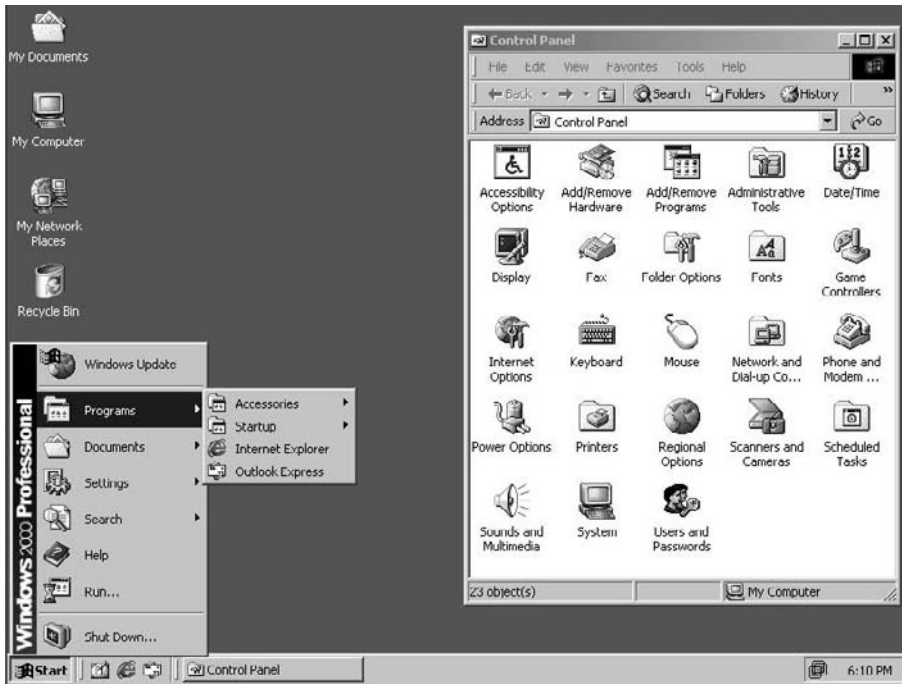 My Documents
My Computer
My Network
Places
Recycle Bin
Windows 2000 Professional
Windows Update
Programs
Documents
Settings
Search
Help
Run...
Shut Down...
Accessories
Startup
Internet Explorer
Outlook Express
Control Panel
File Edit View Favorites Tools Help
Back Search Folders History »
Address Control Panel Go
Accessibility
Options
Add/Remove
Hardware
Add/Remove
Programs
Administrative
Tools
Date/Time
Display
Fax
Folder Options
Fonts
Game
Controllers
Internet
Options
Keyboard
Mouse
Network and
Dial-up Co...
Phone and
Modem ...
Power Options
Printers
Regional
Options
Scanners and
Cameras
Scheduled
Tasks
Sounds and
Multimedia
System
Users and
Passwords
23 object(s) My Computer
Start Control Panel 6:10 PM